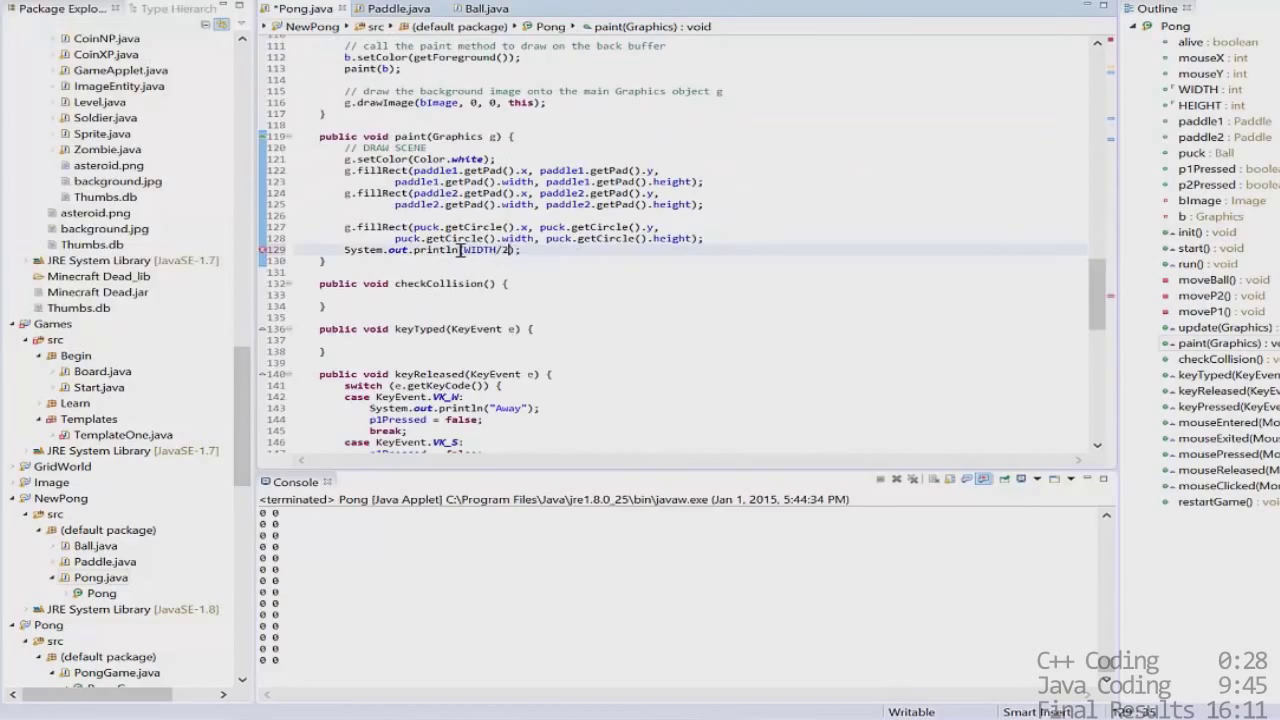 Package Explo...
Type Hierarch
*Pong.java
Paddle.java
Ball.java
Outline
NewPong
src
(default package)
Pong
paint(Graphics) : void
CoinNP.java
CoinXP.java
GameApplet.java
ImageEntity.java
Level.java
Soldier.java
Sprite.java
Zombie.java
asteroid.png
background.jpg
Thumbs.db
asteroid.png
background.jpg
Thumbs.db
JRE System Library [JavaSE-1.7
Minecraft Dead_lib
Minecraft Dead.jar
Thumbs.db
Games
src
Begin
Board.java
Start.java
Learn
Templates
TemplateOne.java
JRE System Library [JavaSE-1.7
GridWorld
Image
NewPong
src
(default package)
Ball.java
Paddle.java
Pong.java
Pong
JRE System Library [JavaSE-1.8
Pong
src
(default package)
PongGame.java
111 // call the paint method to draw on the back buffer
112 b.setColor(getForeground());
113 paint(b);
114
115 // draw the background image onto the main Graphics object g
116 g.drawImage(bImage, 0, 0, this);
117 }
118
119 public void paint(Graphics g) {
120 // DRAW SCENE
121 g.setColor(Color.white);
122 g.fillRect(paddle1.getPad().x, paddle1.getPad().y,
123 paddle1.getPad().width, paddle1.getPad().height);
124 g.fillRect(paddle2.getPad().x, paddle2.getPad().y,
125 paddle2.getPad().width, paddle2.getPad().height);
126
127 g.fillRect(puck.getCircle().x, puck.getCircle().y,
128 puck.getCircle().width, puck.getCircle().height);
129 System.out.println(WIDTH/2);
130 }
131
132 public void checkCollision() {
133
134 }
135
136 public void keyTyped(KeyEvent e) {
137
138 }
139
140 public void keyReleased(KeyEvent e) {
141 switch (e.getKeyCode()) {
142 case KeyEvent.VK_W:
143 System.out.println("Away");
144 p1Pressed = false;
145 break;
146 case KeyEvent.VK_S:
Console
<terminated> Pong [Java Applet] C:\Program Files\Java\jre1.8.0_25\bin\javaw.exe (Jan 1, 2015, 5:44:34 PM)
0 0
0 0
0 0
0 0
0 0
0 0
0 0
0 0
0 0
0 0
0 0
0 0
0 0
0 0
Pong
alive : boolean
mouseX : int
mouseY : int
WIDTH : int
HEIGHT : int
paddle1 : Paddle
paddle2 : Paddle
puck : Ball
p1Pressed : boolean
p2Pressed : boolean
bImage : Image
b : Graphics
init() : void
start() : void
run() : void
moveBall() : void
moveP2() : void
moveP1() : void
update(Graphics) : void
paint(Graphics) : vo
checkCollision() : void
keyTyped(KeyEvent)
keyReleased(KeyEve
keyPressed(KeyEven
mouseEntered(Mou
mouseExited(Mouse
mousePressed(Mou
mouseReleased(Mo
mouseClicked(Mous
restartGame() : void
C++ Coding 0:28
Java Coding 9:45
Final Results 16:11
Writable
Smart Insert